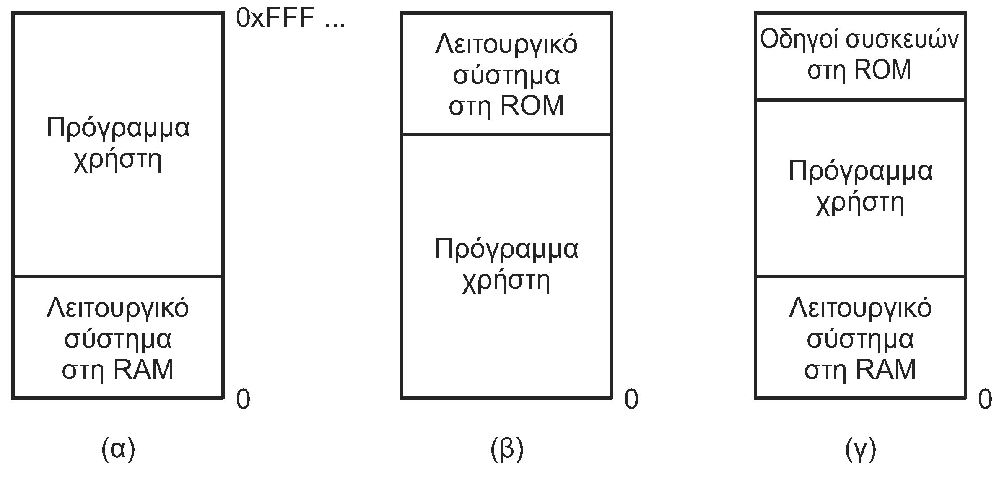 0xFFF ...
Πρόγραμμα
χρήστη
Λειτουργικό
σύστημα
στη RAM
0
(α)
Λειτουργικό
σύστημα
στη ROM
Πρόγραμμα
χρήστη
0
(β)
Οδηγοί συσκευών
στη ROM
Πρόγραμμα
χρήστη
Λειτουργικό
σύστημα
στη RAM
0
(γ)